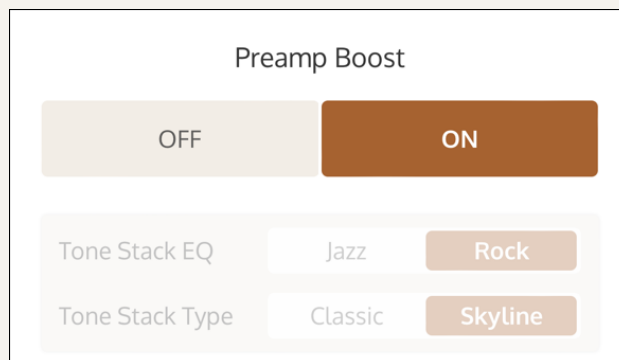 Preamp Boost
OFF ON
Tone Stack EQ Jazz Rock
Tone Stack Type Classic Skyline